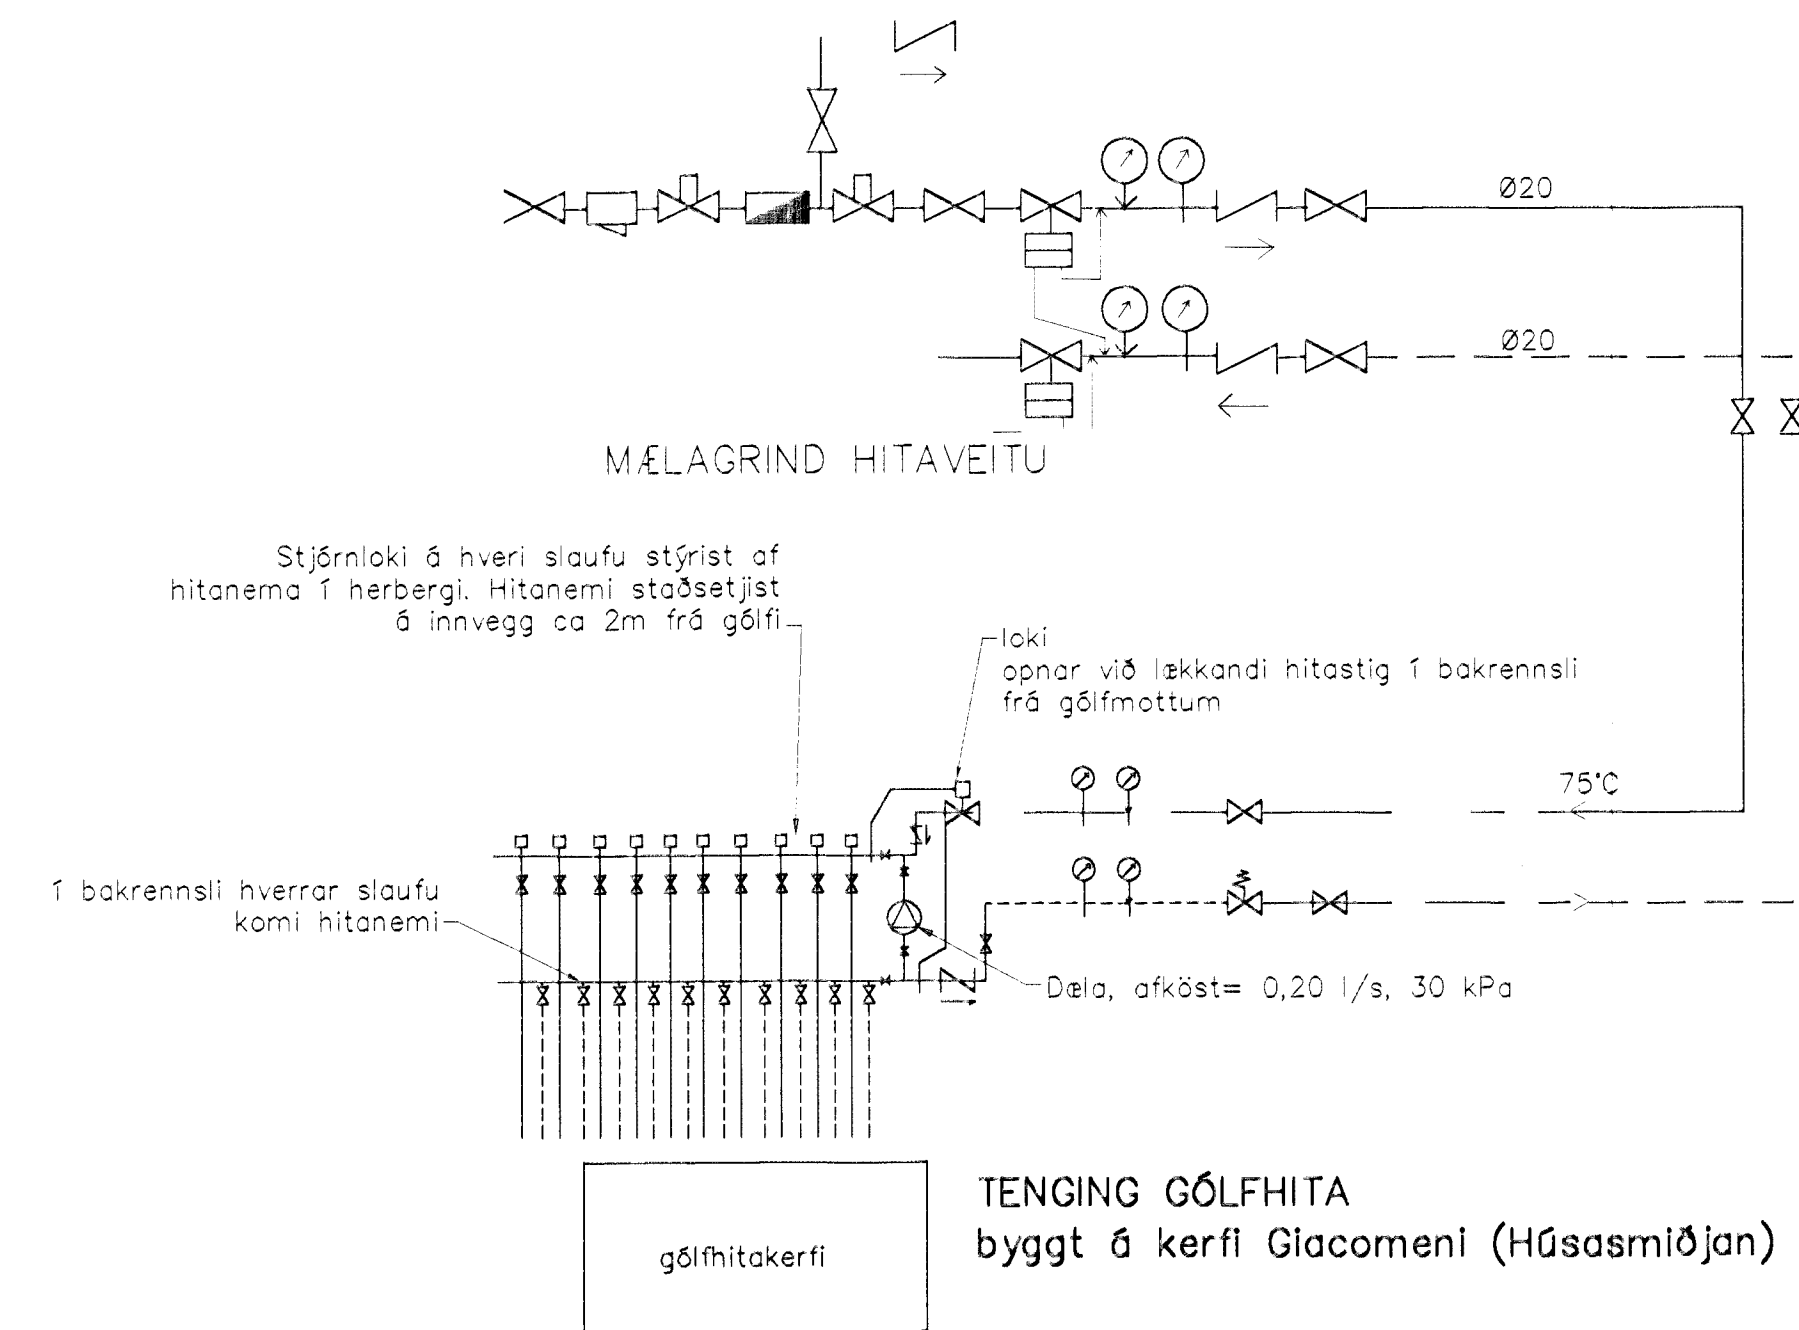 Ø20
Ø20
MÆLAGRIND HITAVEITU
Stjórnloki á hveri slaufu stýrist af
hitanema í herbergi. Hitanemi staðsetjist
á innvegg ca 2m frá gólfi
loki
opnar við lækkandi hitastig í bakrennsli
frá gólfmottum
75°C
í bakrennsli hverrar slaufu
komi hitanemi
Dæla, afköst= 0,20 l/s, 30 kPa
TENGING GÓLFHITA
byggt á kerfi Giacomeni (Húsasmiðjan)
gólfhitakerfi